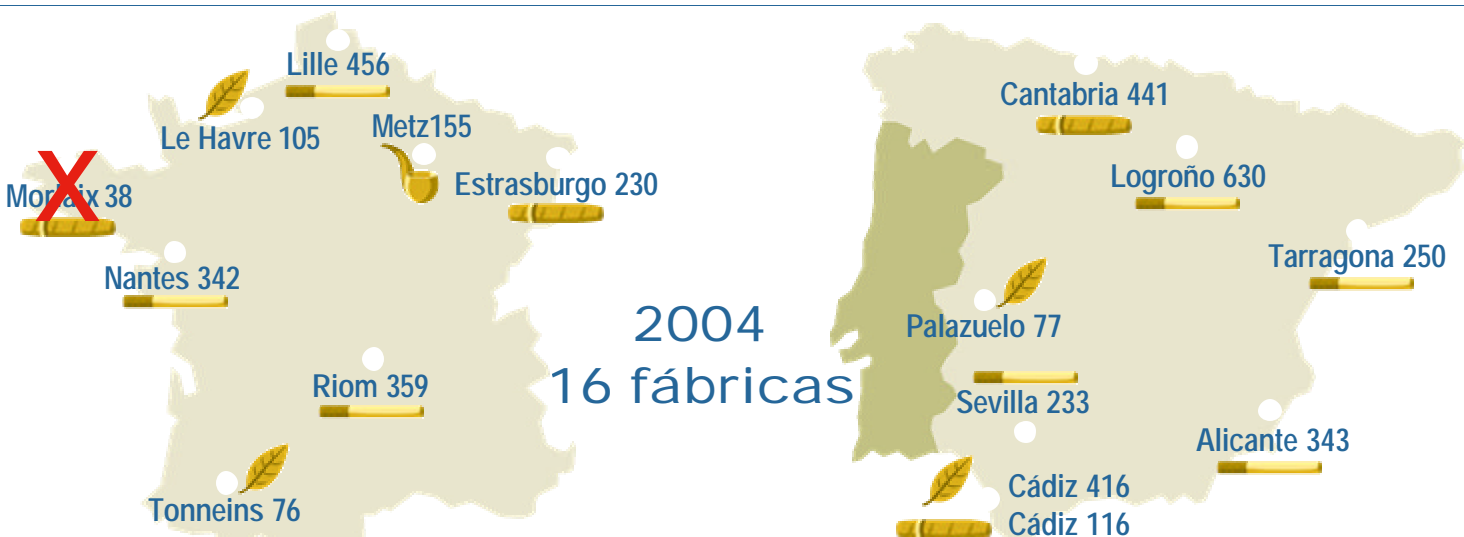 Lille 456
Le Havre 105
Metz155
Estrasburgo 230
Morlaix 38
Nantes 342
Riom 359
Tonneins 76
2004
16 fábricas
Cantabria 441
Logroño 630
Tarragona 250
Palazuelo 77
Sevilla 233
Alicante 343
Cádiz 416
Cádiz 116